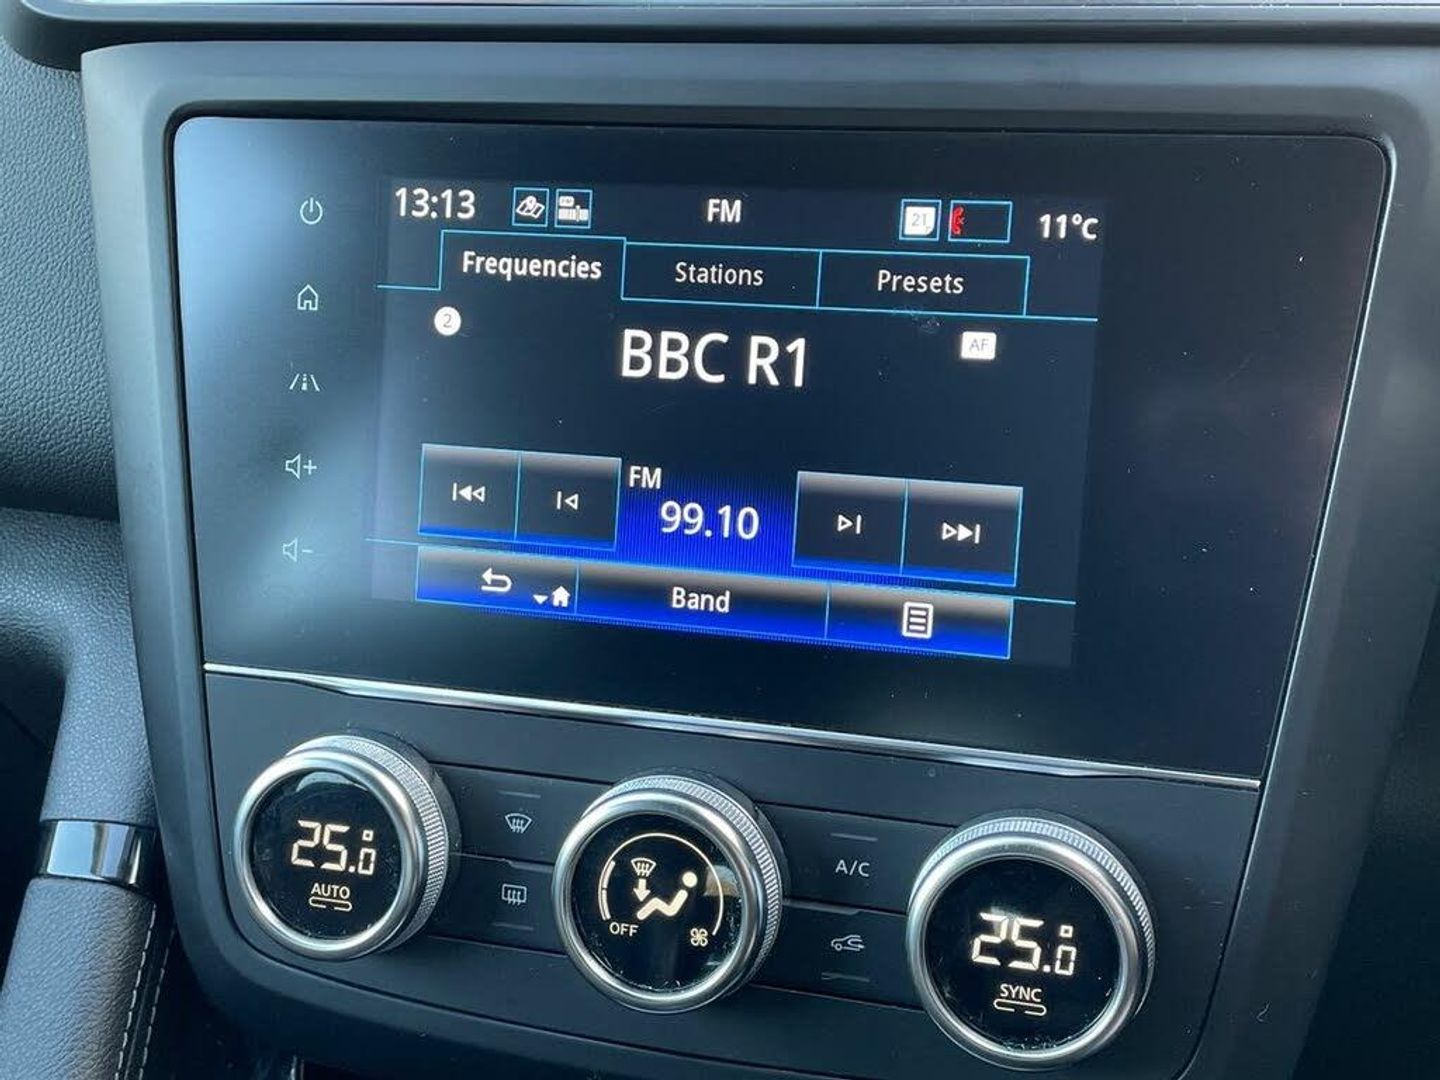 13:13
FM
21
11°C
Frequencies
Stations
Presets
2
BBC R1
AF
FM
99.10
Band
25.0
AUTO
OFF
A/C
25.0
SYNC